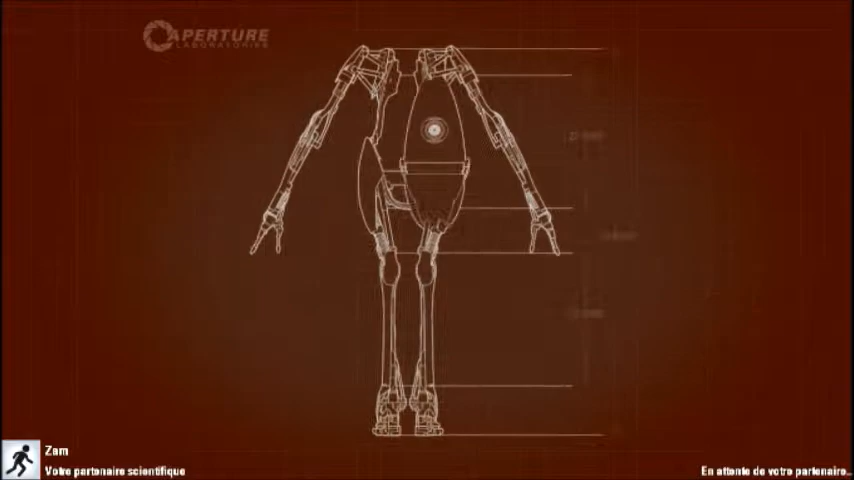 APERTURE
LABORATORIES
Zam
Votre partenaire scientifique
En attente de votre partenaire...